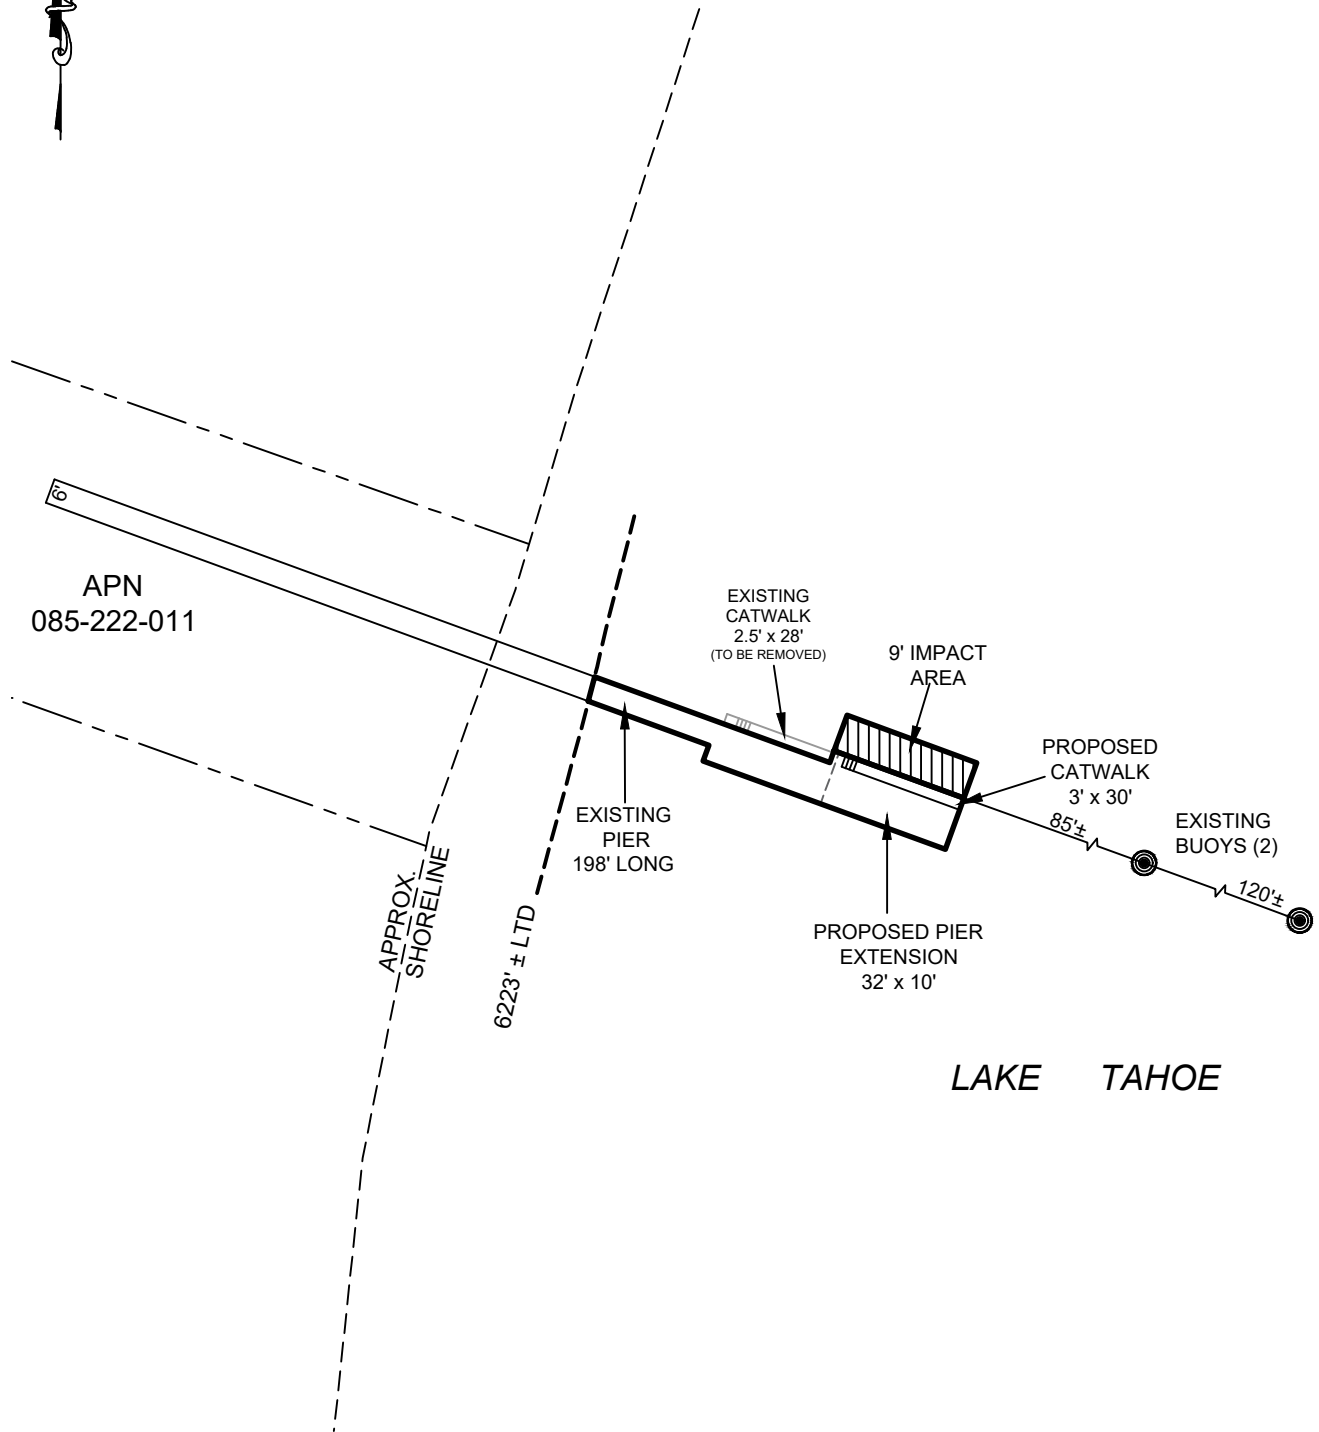 6'
APN
085-222-011
EXISTING
CATWALK
2.5' x 28'
(TO BE REMOVED)
9' IMPACT
AREA
PROPOSED
CATWALK
3' x 30'
85'±
EXISTING
BUOYS (2)
120'±
EXISTING
PIER
198' LONG
APPROX.
SHORELINE
6223' ± LTD
PROPOSED PIER
EXTENSION
32' x 10'
LAKE TAHOE